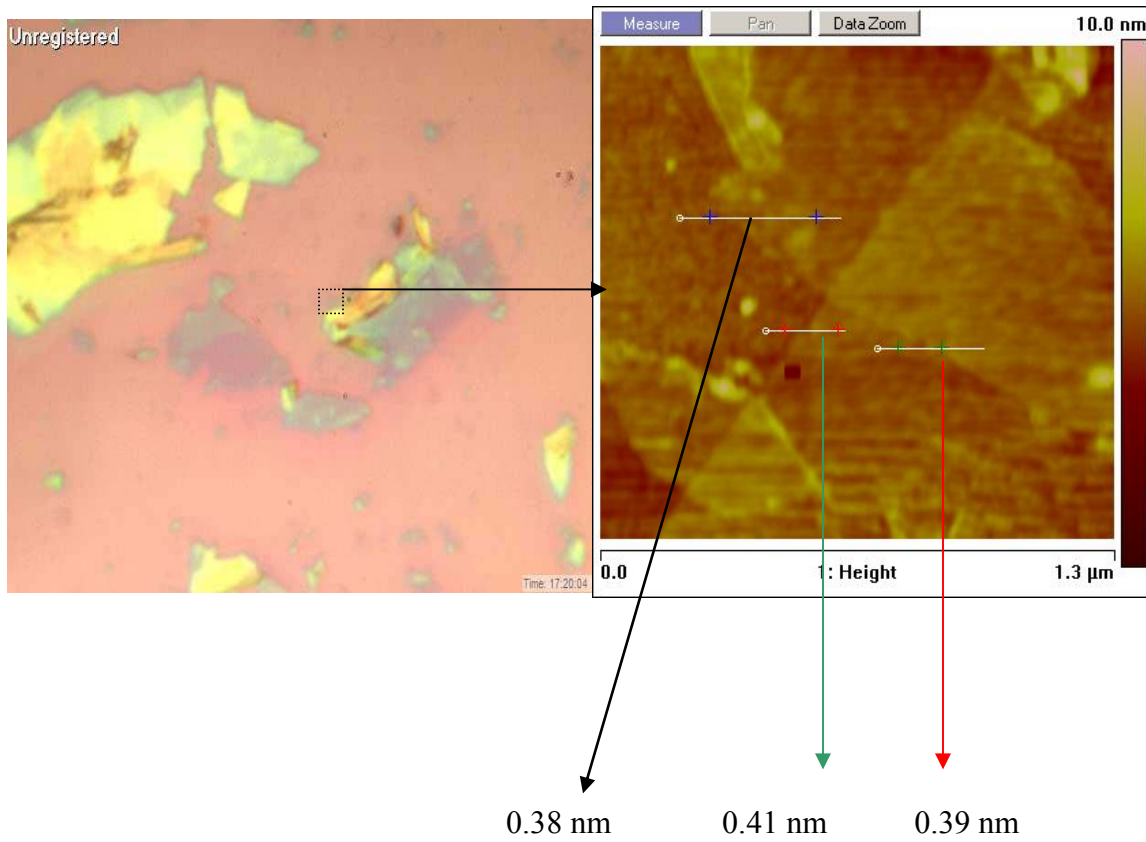 Unregistered
Time: 17:20:04
Measure Pan Data Zoom 10.0 nm
0.0 1: Height 1.3 µm
0.38 nm 0.41 nm 0.39 nm